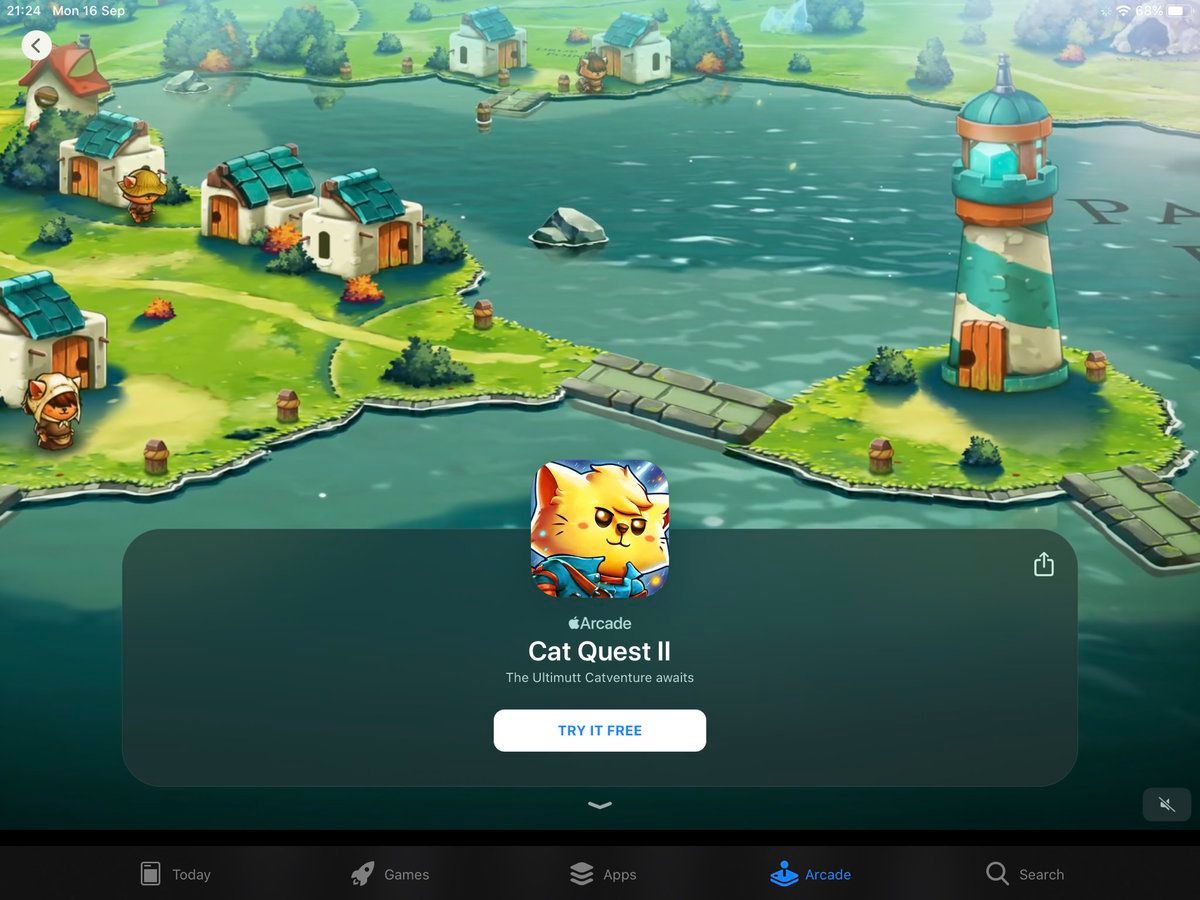 21:24 Mon 16 Sep
68%
PA
Arcade
Cat Quest II
The Ultimutt Catventure awaits
TRY IT FREE
Today
Games
Apps
Arcade
Search